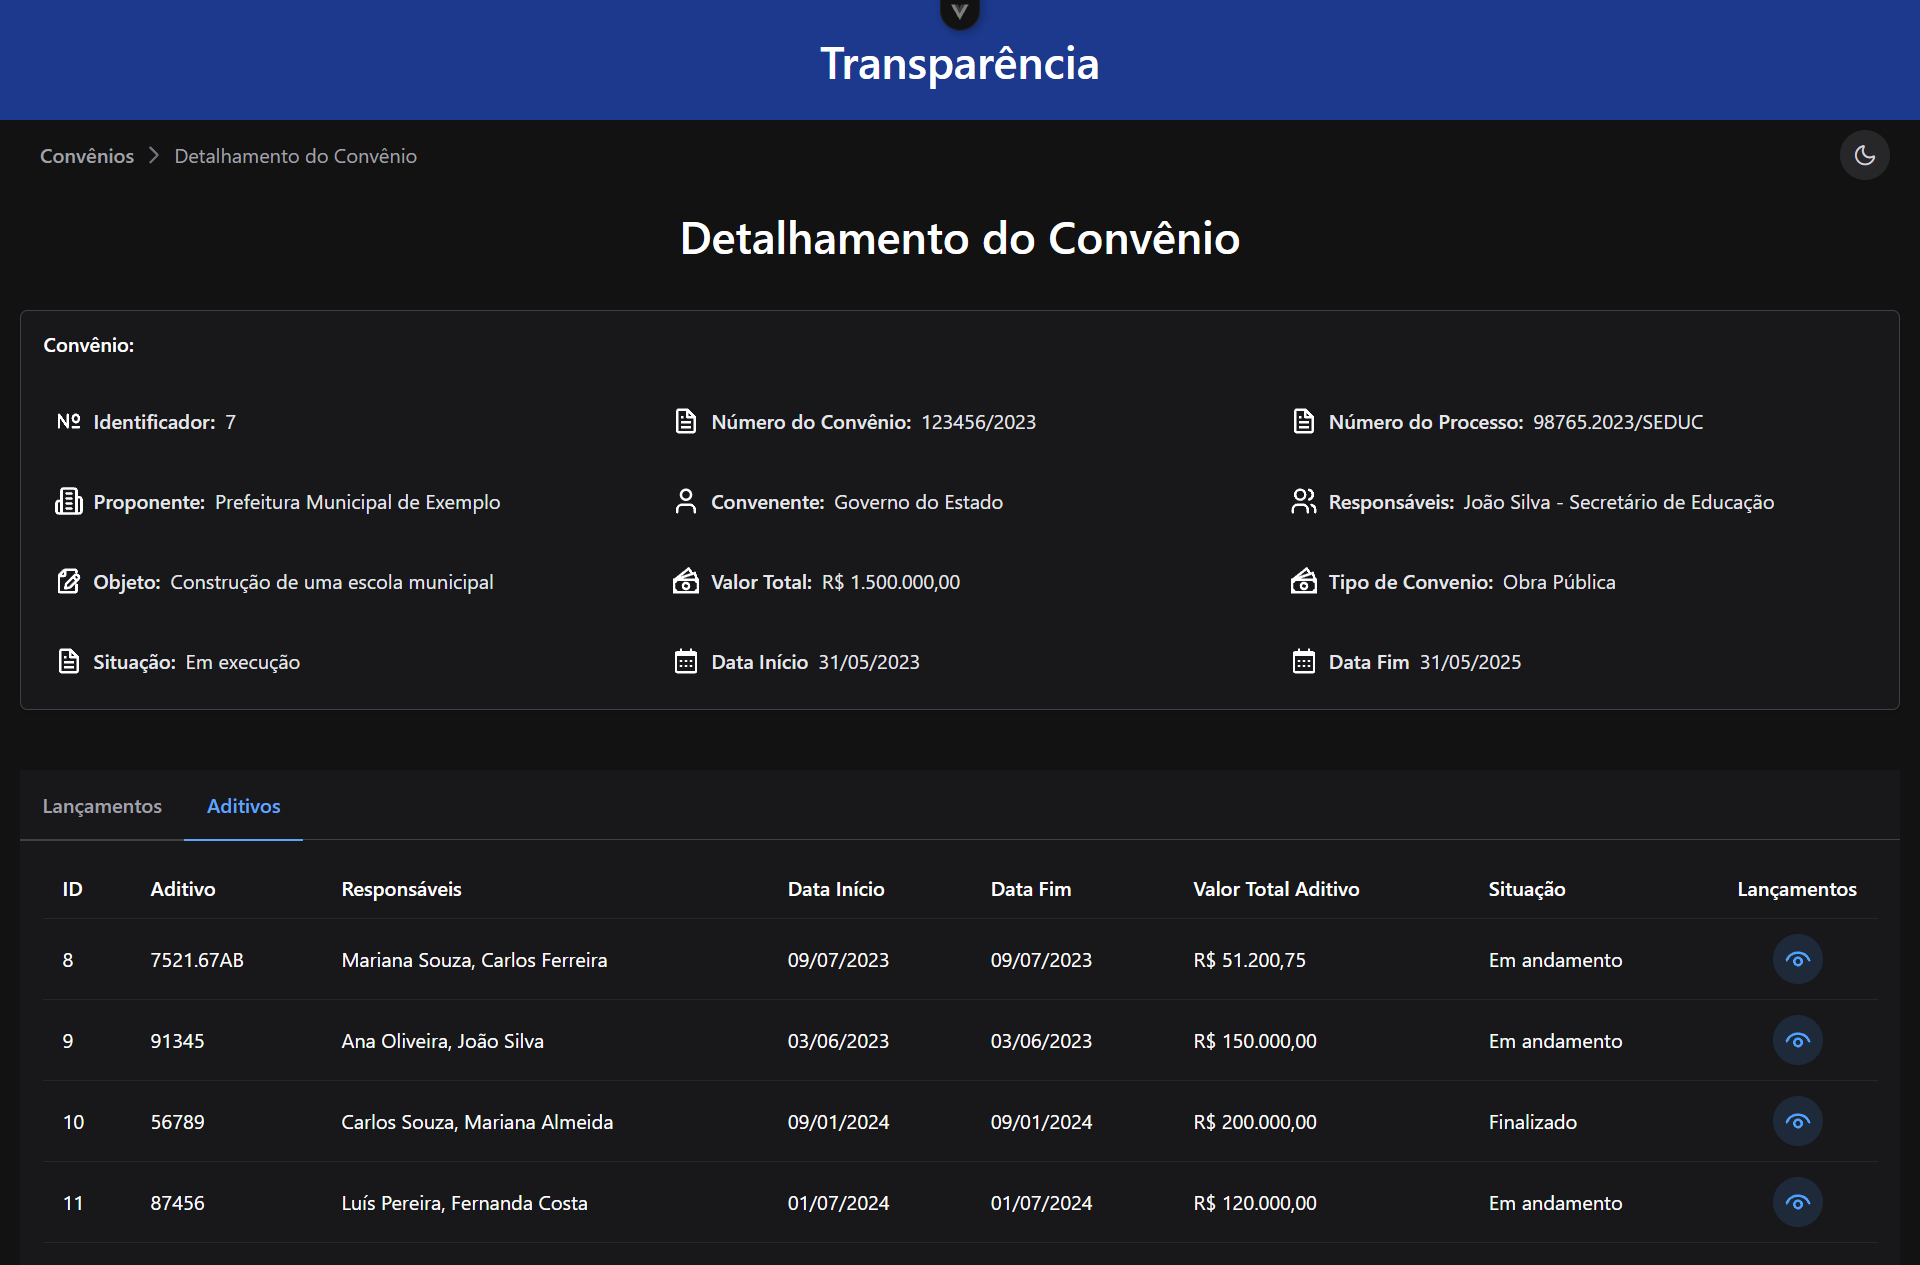 Transparência
Convênios > Detalhamento do Convênio
Detalhamento do Convênio
Convênio:
Nº Identificador: 7
Número do Convênio: 123456/2023
Número do Processo: 98765.2023/SEDUC
Proponente: Prefeitura Municipal de Exemplo
Convenente: Governo do Estado
Responsáveis: João Silva - Secretário de Educação
Objeto: Construção de uma escola municipal
Valor Total: R$ 1.500.000,00
Tipo de Convenio: Obra Pública
Situação: Em execução
Data Início 31/05/2023
Data Fim 31/05/2025
Lançamentos Aditivos
ID Aditivo Responsáveis Data Início Data Fim Valor Total Aditivo Situação Lançamentos
8 7521.67AB Mariana Souza, Carlos Ferreira 09/07/2023 09/07/2023 R$ 51.200,75 Em andamento
9 91345 Ana Oliveira, João Silva 03/06/2023 03/06/2023 R$ 150.000,00 Em andamento
10 56789 Carlos Souza, Mariana Almeida 09/01/2024 09/01/2024 R$ 200.000,00 Finalizado
11 87456 Luís Pereira, Fernanda Costa 01/07/2024 01/07/2024 R$ 120.000,00 Em andamento